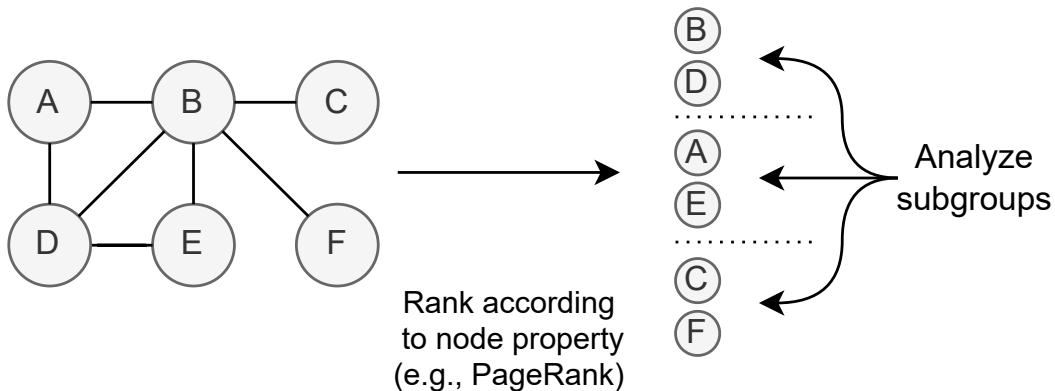 A
B
C
D
E
F
Rank according
to node property
(e.g., PageRank)
B
D
A
E
C
F
Analyze
subgroups